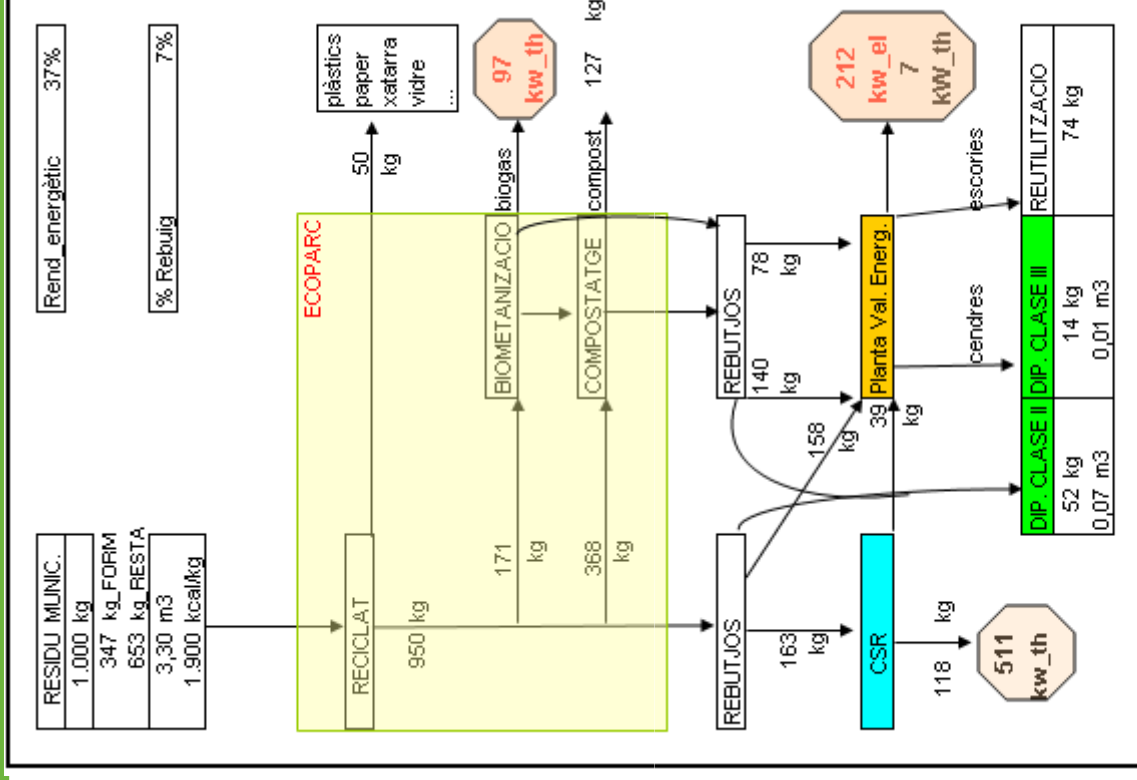 RESIDU MUNIC.
1.000 kg
347 kg_FORM
653 kg_RESTA
3,30 m3
1.900 kcal/kg
Rend_energètic 37%
% Rebuig 7%
ECOPARC
RECICLAT
950 kg
50
kg
plàstics
paper
xatarra
vidre
...
171
kg
BIOMETANIZACIO
biogas
97
kw_th
368
kg
COMPOSTATGE
compost
127 kg
REBUTJOS
REBUTJOS
163
kg
158
kg
140
kg
78
kg
CSR
39
kg
Planta Val. Energ.
212
kw_el
7
kW_th
118 kg
511
kw_th
cendres
escories
DIP. CLASE II
52 kg
0,07 m3
DIP. CLASE III
14 kg
0,01 m3
REUTILITZACIO
74 kg